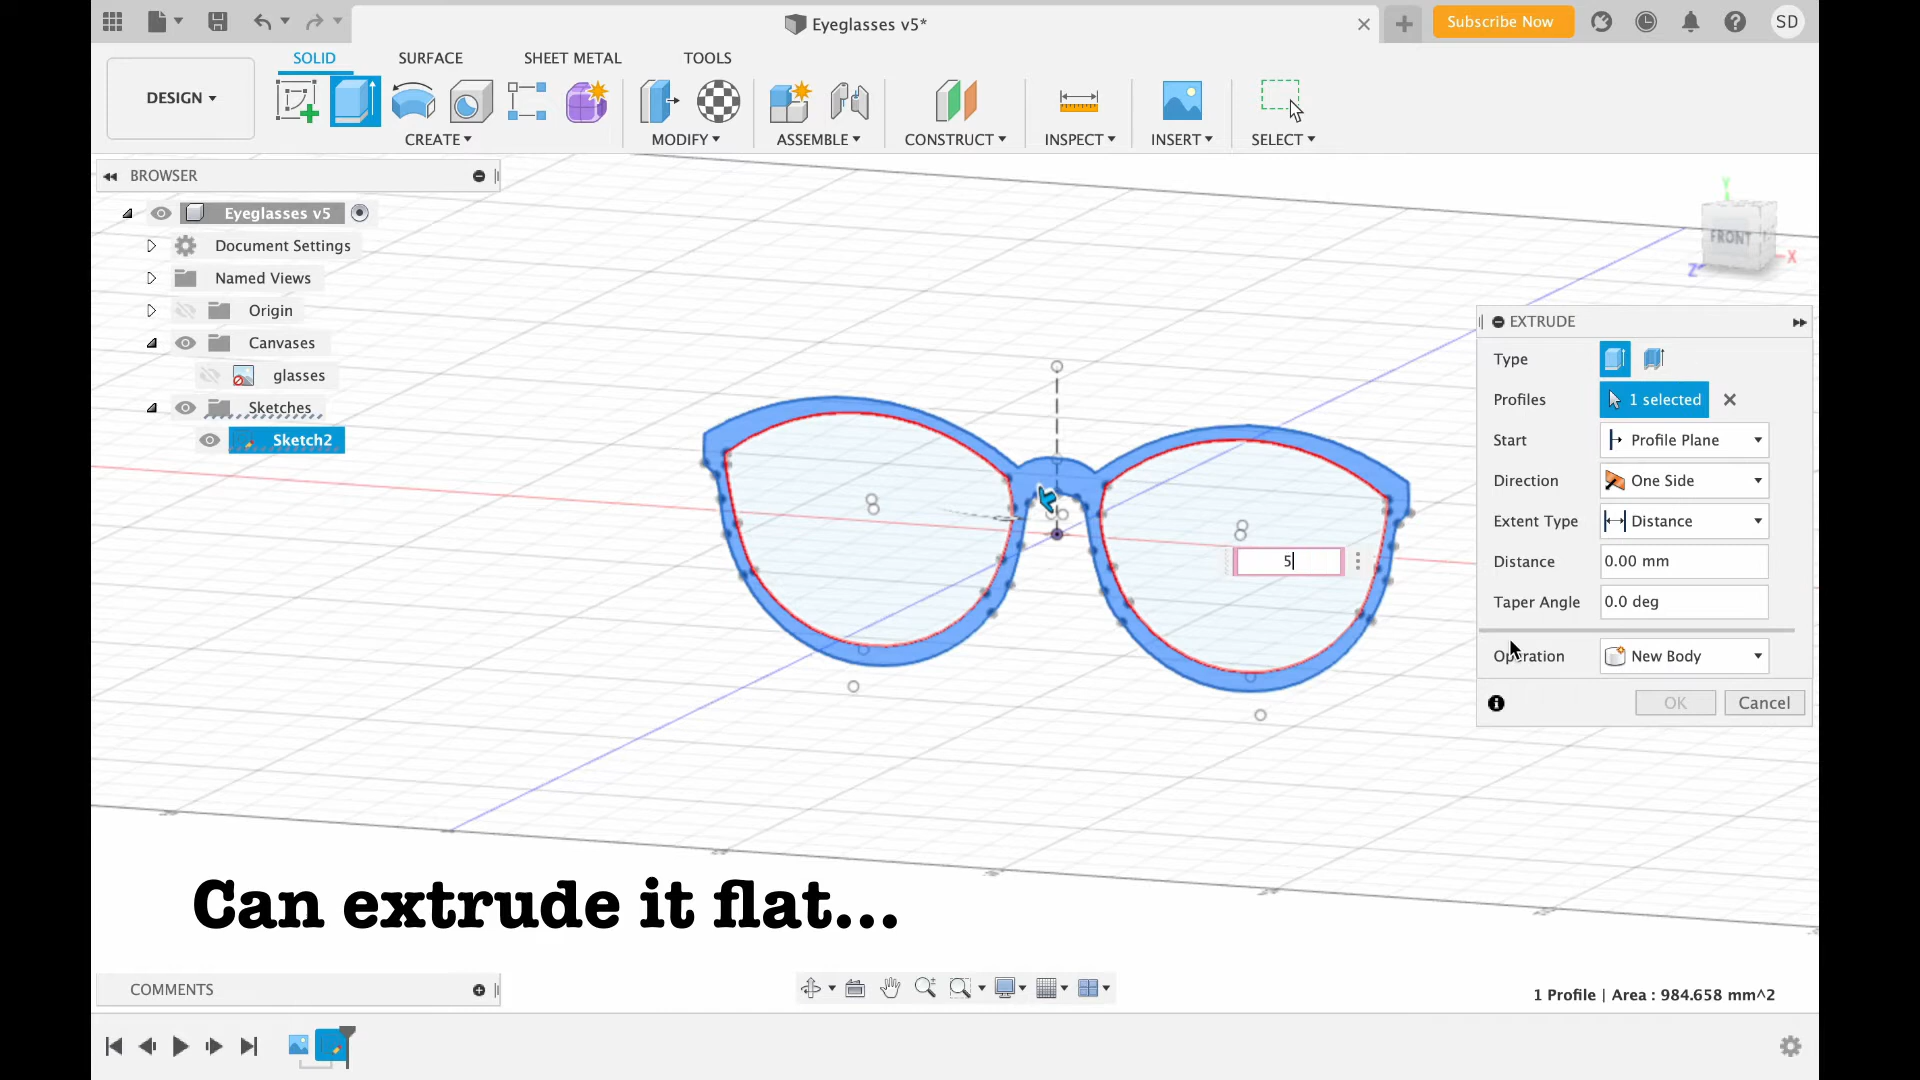 Eyeglasses v5*
Subscribe Now
SD
DESIGN
SOLID
SURFACE
SHEET METAL
TOOLS
CREATE
MODIFY
ASSEMBLE
CONSTRUCT
INSPECT
INSERT
SELECT
BROWSER
Eyeglasses v5
Document Settings
Named Views
Origin
Canvases
glasses
Sketches
Sketch2
Y
FRONT
X
Z
5
EXTRUDE
Type
Profiles
1 selected
Start
Profile Plane
Direction
One Side
Extent Type
Distance
Distance
0.00 mm
Taper Angle
0.0 deg
Operation
New Body
OK
Cancel
Can extrude it flat...
COMMENTS
1 Profile | Area : 984.658 mm^2